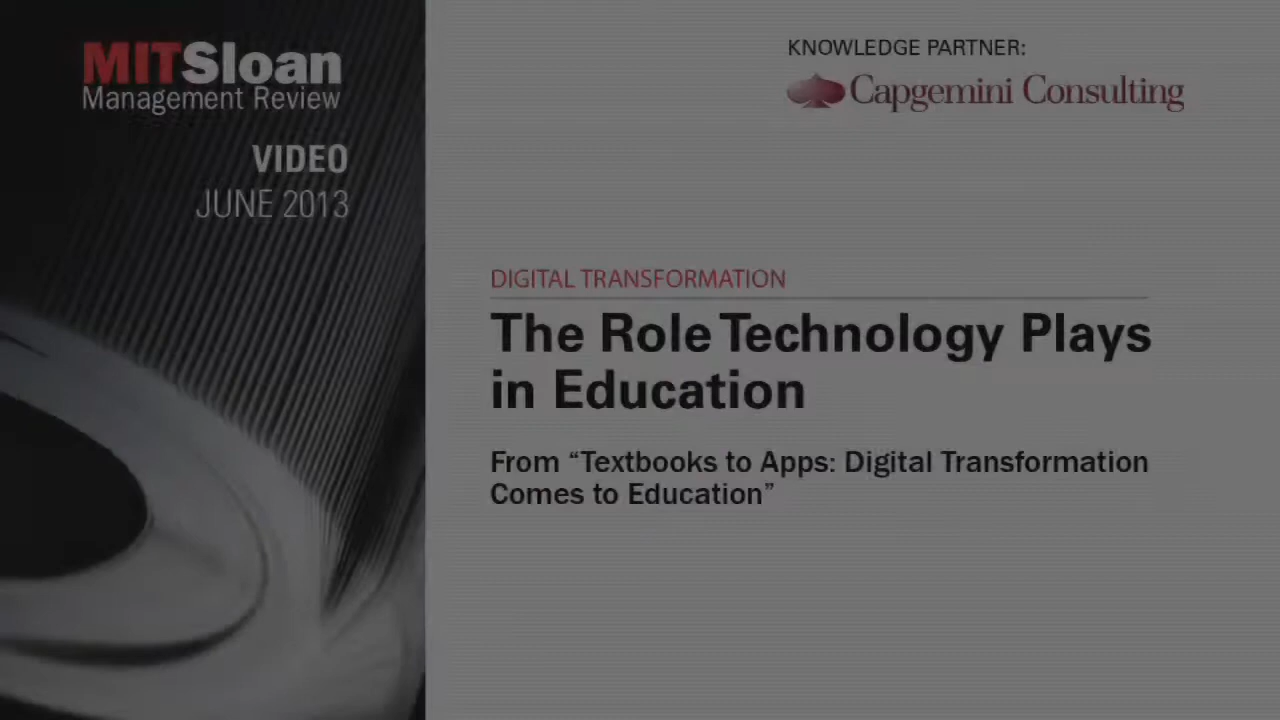 MITSloan
Management Review
VIDEO
JUNE 2013
KNOWLEDGE PARTNER:
Capgemini Consulting
DIGITAL TRANSFORMATION
The Role Technology Plays
in Education
From “Textbooks to Apps: Digital Transformation
Comes to Education”